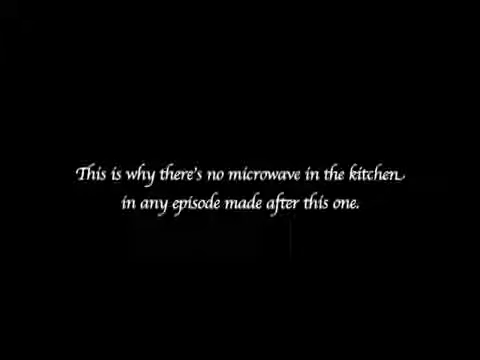 This is why there's no microwave in the kitchen
in any episode made after this one.